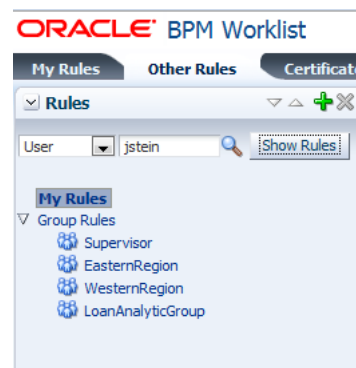 ORACLE BPM Worklist
My Rules Other Rules Certificat
Rules
User jstein Show Rules
My Rules
Group Rules
Supervisor
EasternRegion
WesternRegion
LoanAnalyticGroup